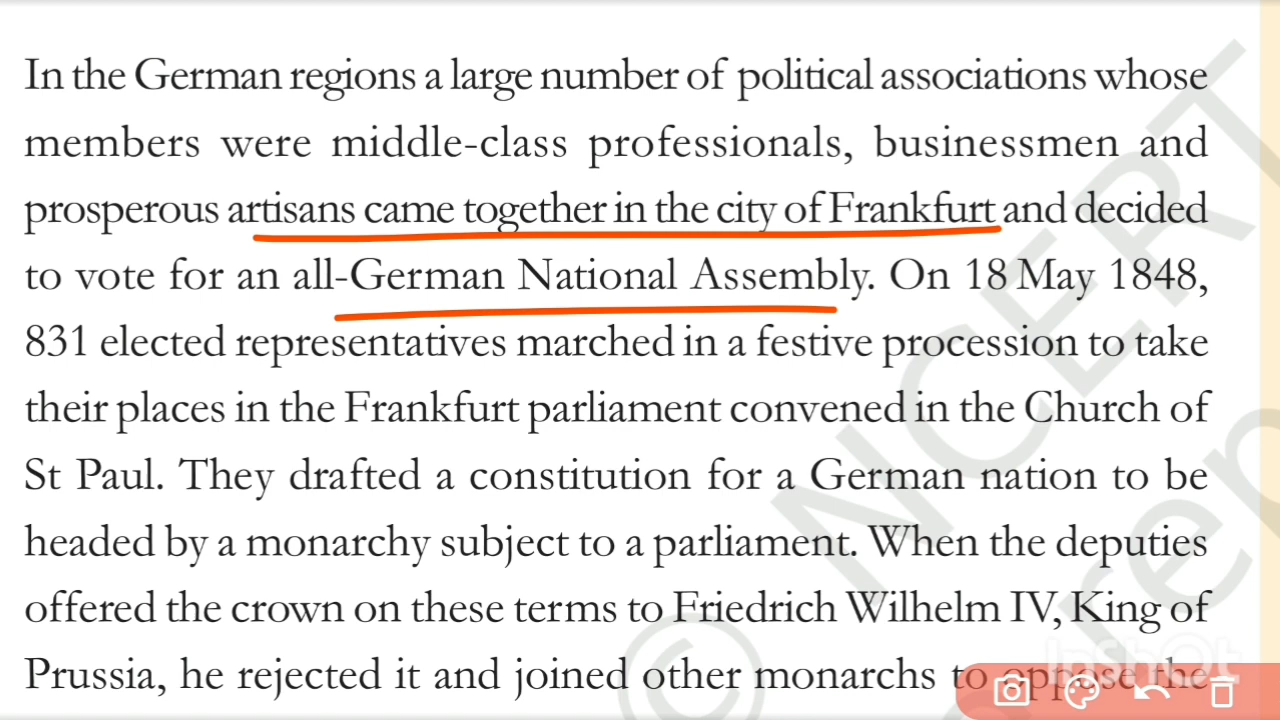 In the German regions a large number of political associations whose
members were middle-class professionals, businessmen and
prosperous artisans came together in the city of Frankfurt and decided
to vote for an all-German National Assembly. On 18 May 1848,
831 elected representatives marched in a festive procession to take
their places in the Frankfurt parliament convened in the Church of
St Paul. They drafted a constitution for a German nation to be
headed by a monarchy subject to a parliament. When the deputies
offered the crown on these terms to Friedrich Wilhelm IV, King of
Prussia, he rejected it and joined other monarchs to oppose the
© NCERT
InShOt